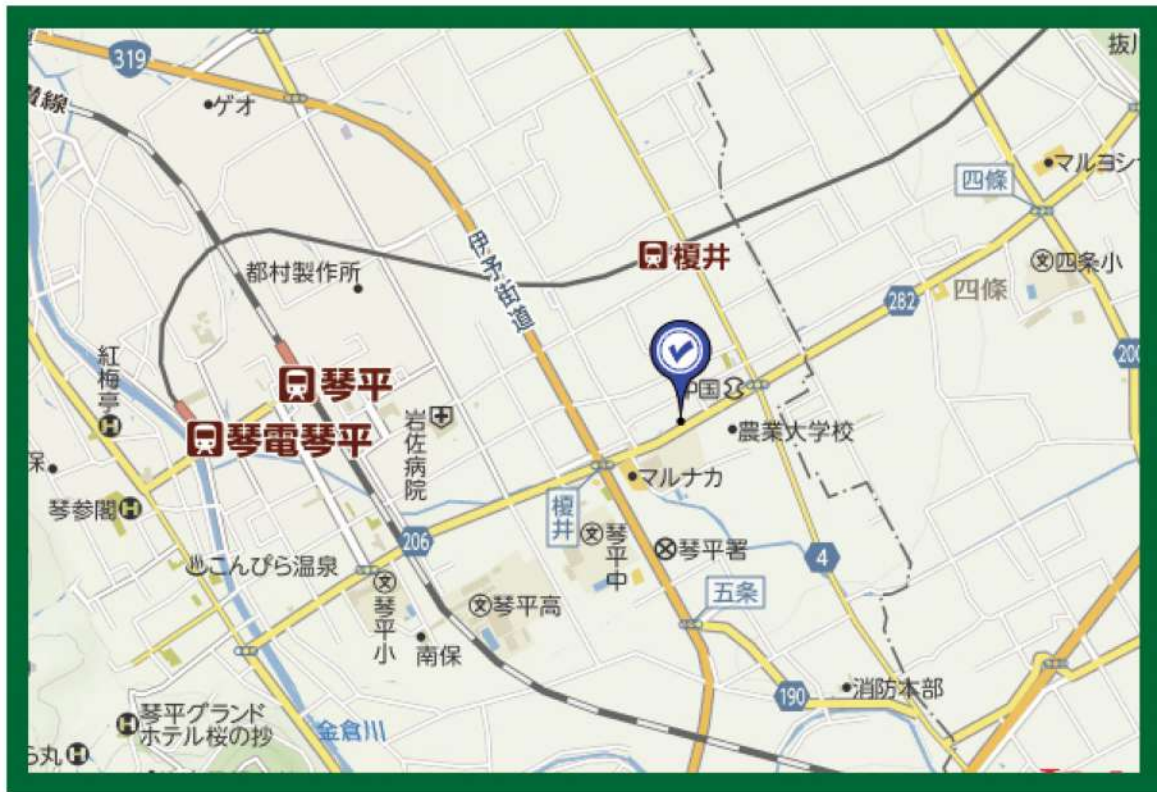 319
ゲオ
抜
讃線
マルヨシ
四條
伊予街道
榎井
都村製作所
四条小
四條
282
200
紅梅亭
琴平
琴電琴平
岩佐病院
中国
農業大学校
マルナカ
保
琴参閣
榎井
206
琴平中
琴平署
4
こんぴら温泉
五条
琴平小
琴平高
南保
190
消防本部
琴平グランド
ホテル桜の抄
金倉川
ら丸